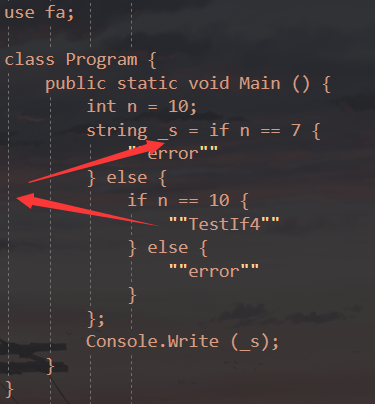 use fa;
class Program {
public static void Main () {
int n = 10;
string _s = if n == 7 {
""error""
} else {
if n == 10 {
""TestIf4""
} else {
""error""
}
};
Console.Write (_s);
}
}